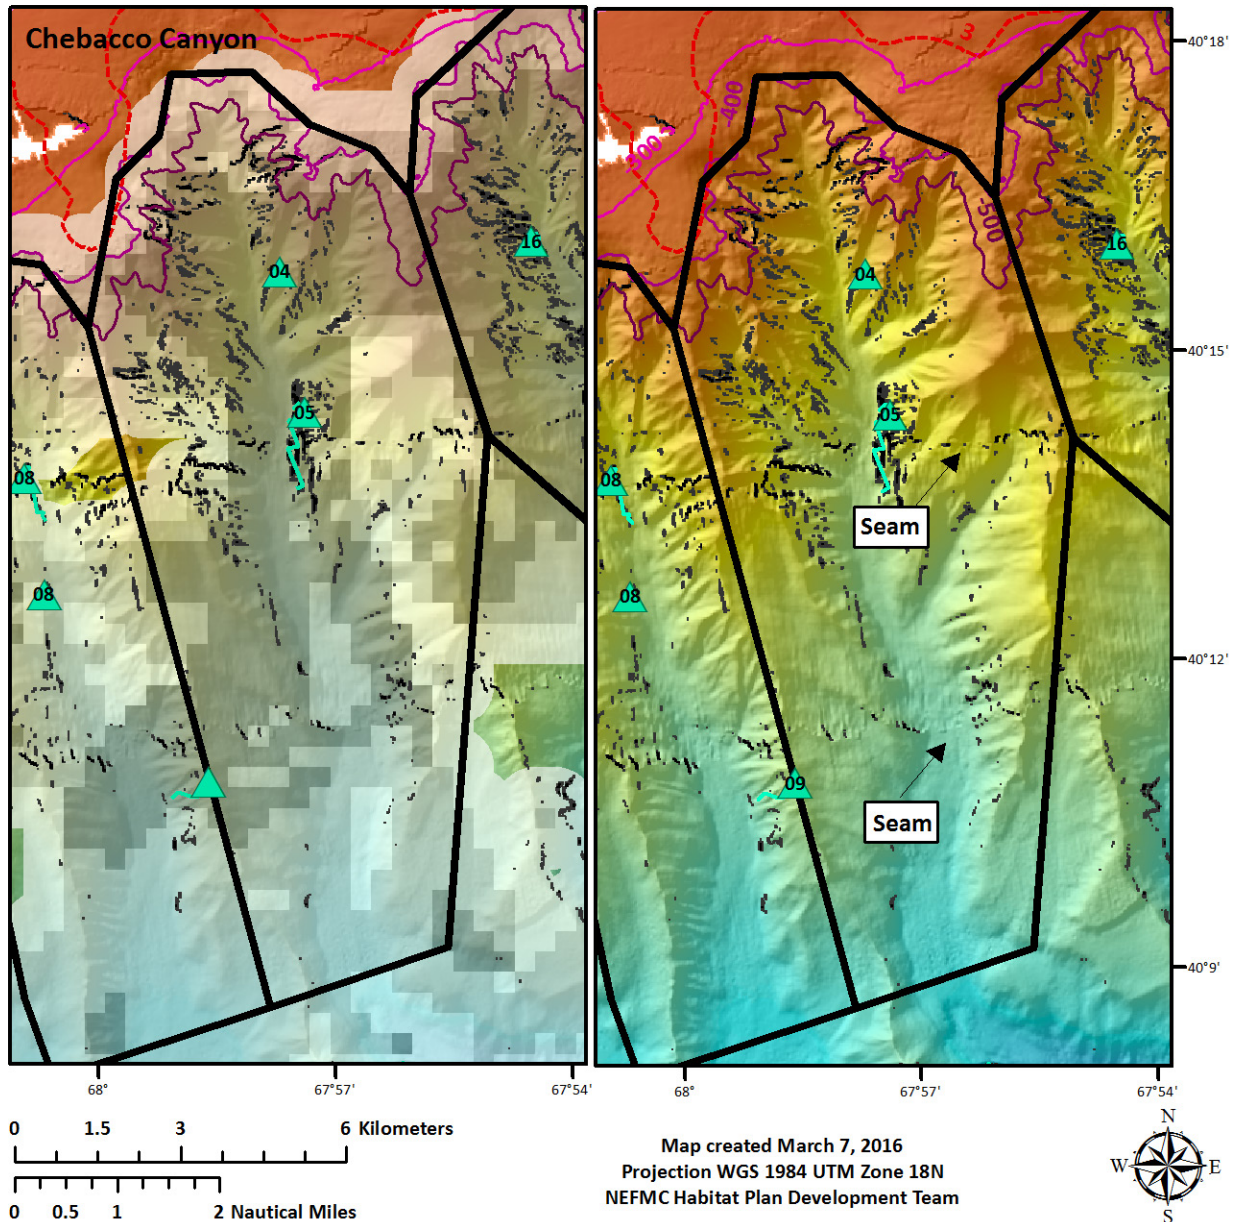 Chebacco Canyon
3
400
300
500
16
04
05
08
08
16
04
05
08
08
09
Seam
Seam
40°18'
40°15'
40°12'
40°9'
68°
67°57'
67°54'
68°
67°57'
67°54'
0 1.5 3 6 Kilometers
0 0.5 1 2 Nautical Miles
Map created March 7, 2016
Projection WGS 1984 UTM Zone 18N
NEFMC Habitat Plan Development Team
N
W E
S